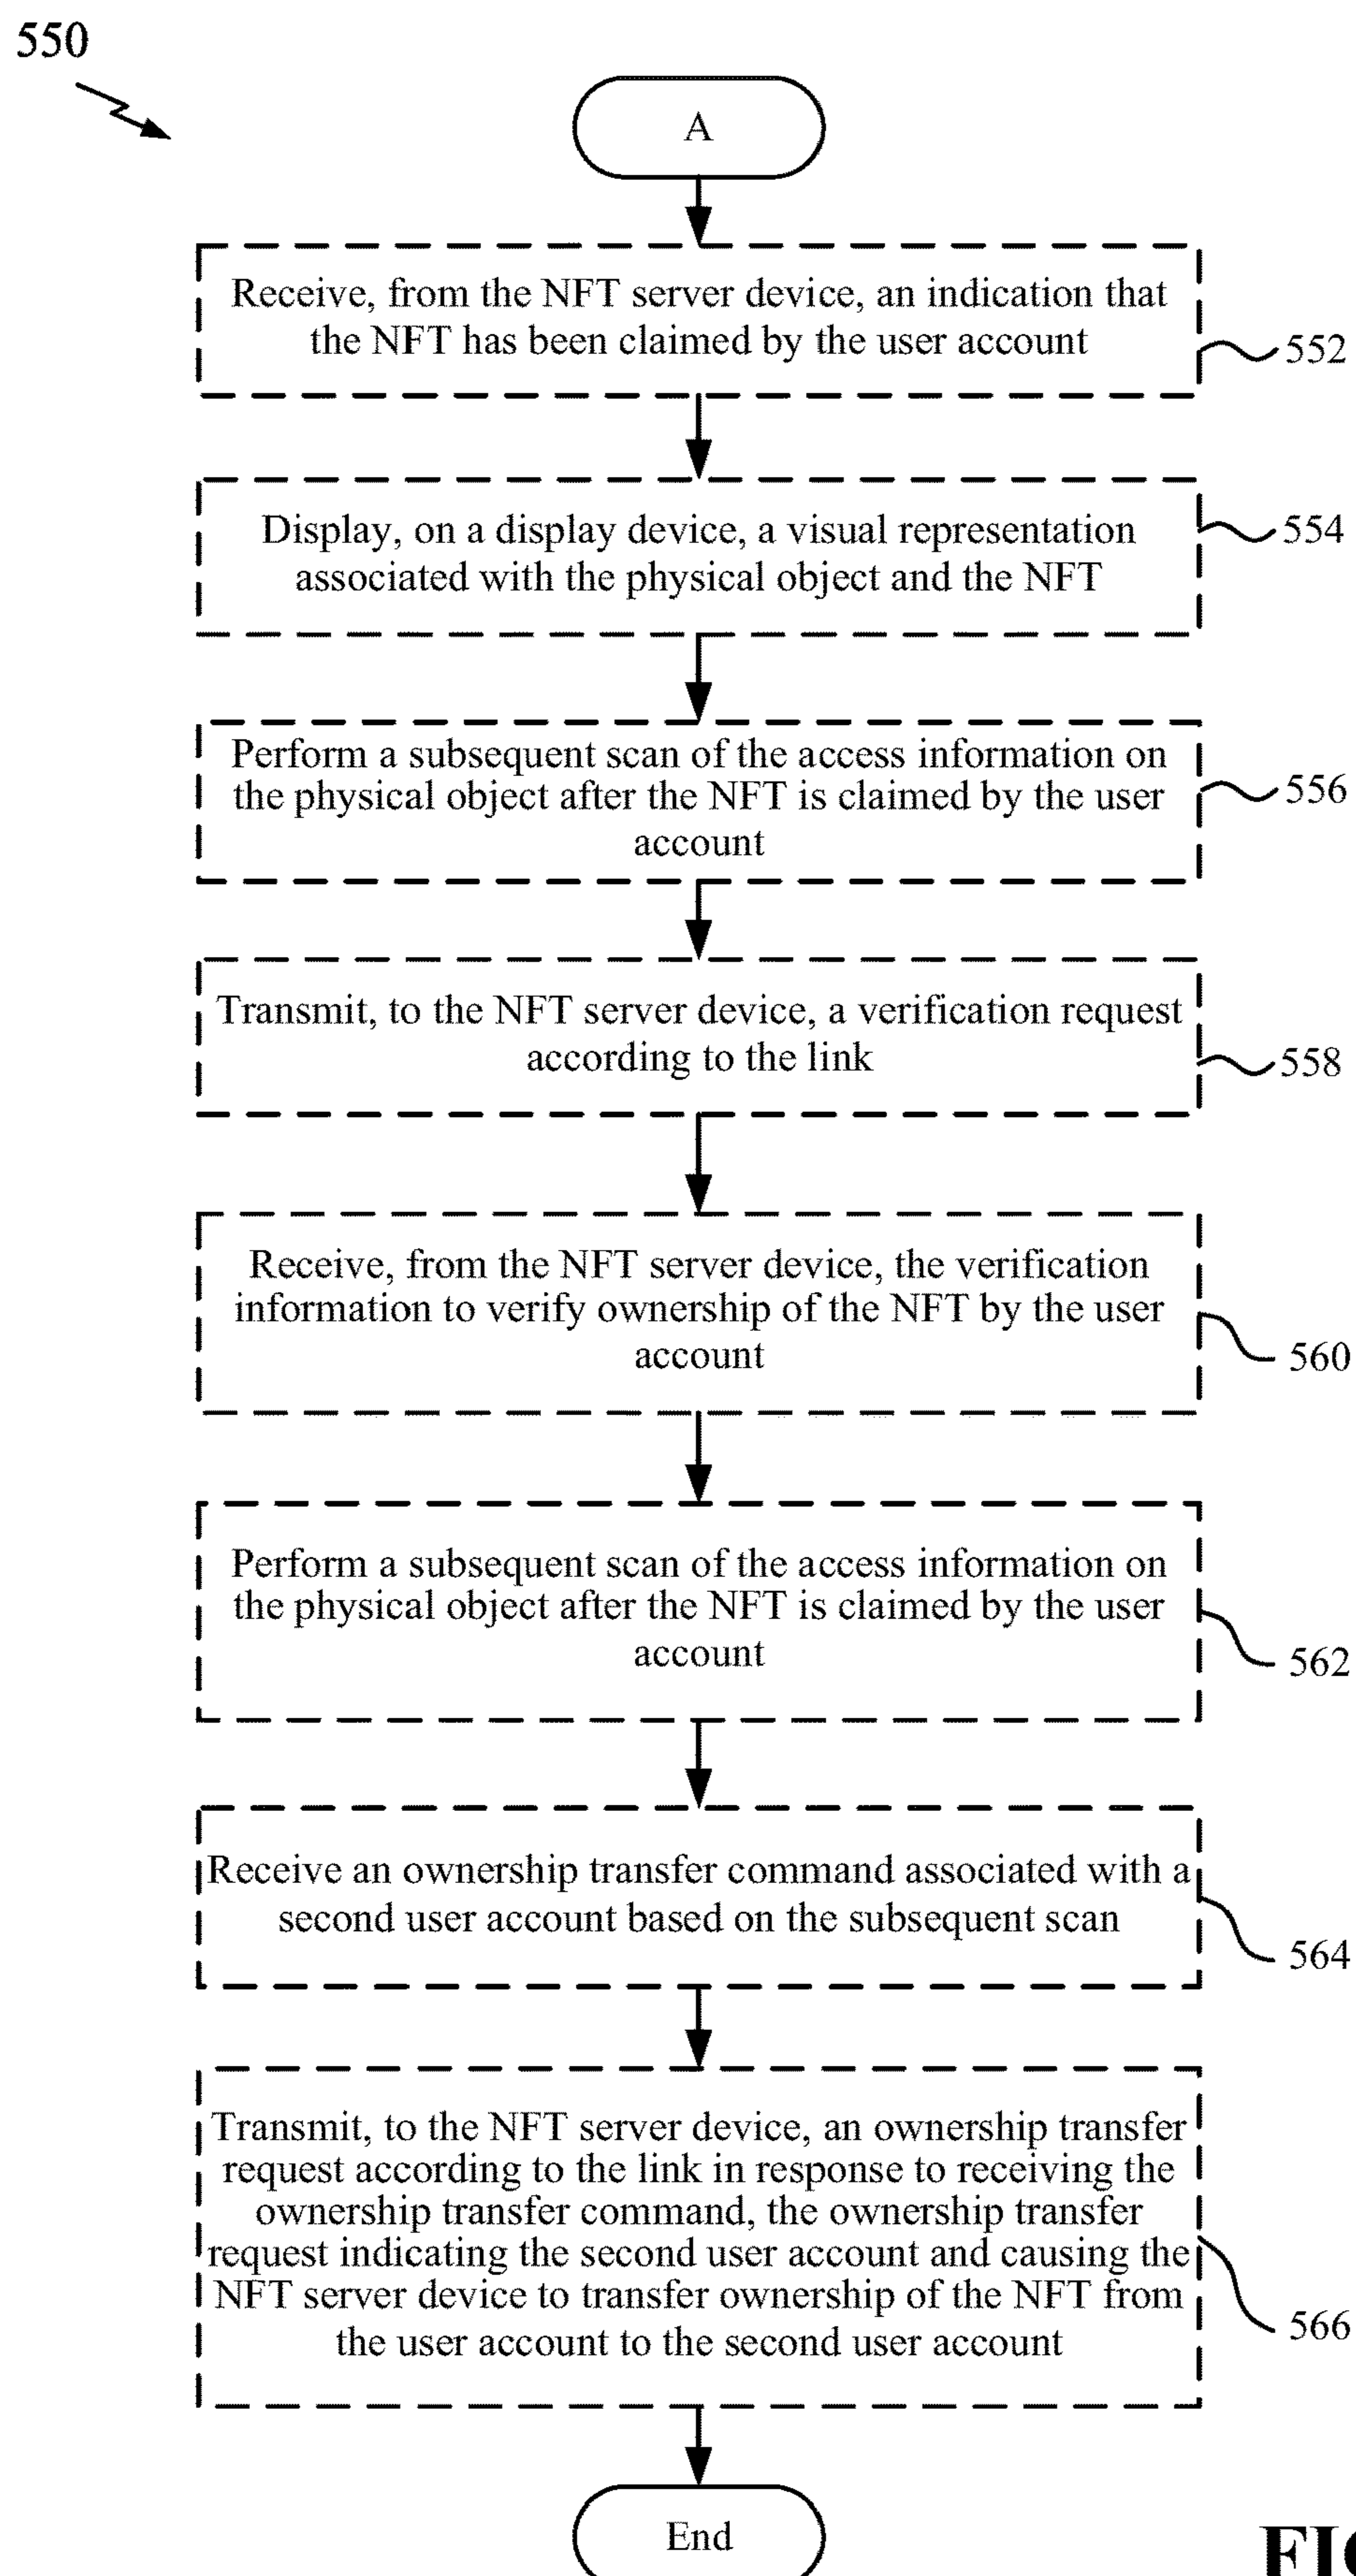 550
A
Receive, from the NFT server device, an indication that
the NFT has been claimed by the user account
552
Display, on a display device, a visual representation
associated with the physical object and the NFT
554
Perform a subsequent scan of the access information on
the physical object after the NFT is claimed by the user
account
556
Transmit, to the NFT server device, a verification request
according to the link
558
Receive, from the NFT server device, the verification
information to verify ownership of the NFT by the user
account
560
Perform a subsequent scan of the access information on
the physical object after the NFT is claimed by the user
account
562
Receive an ownership transfer command associated with a
second user account based on the subsequent scan
564
Transmit, to the NFT server device, an ownership transfer
request according to the link in response to receiving the
ownership transfer command, the ownership transfer
request indicating the second user account and causing the
NFT server device to transfer ownership of the NFT from
the user account to the second user account
566
End